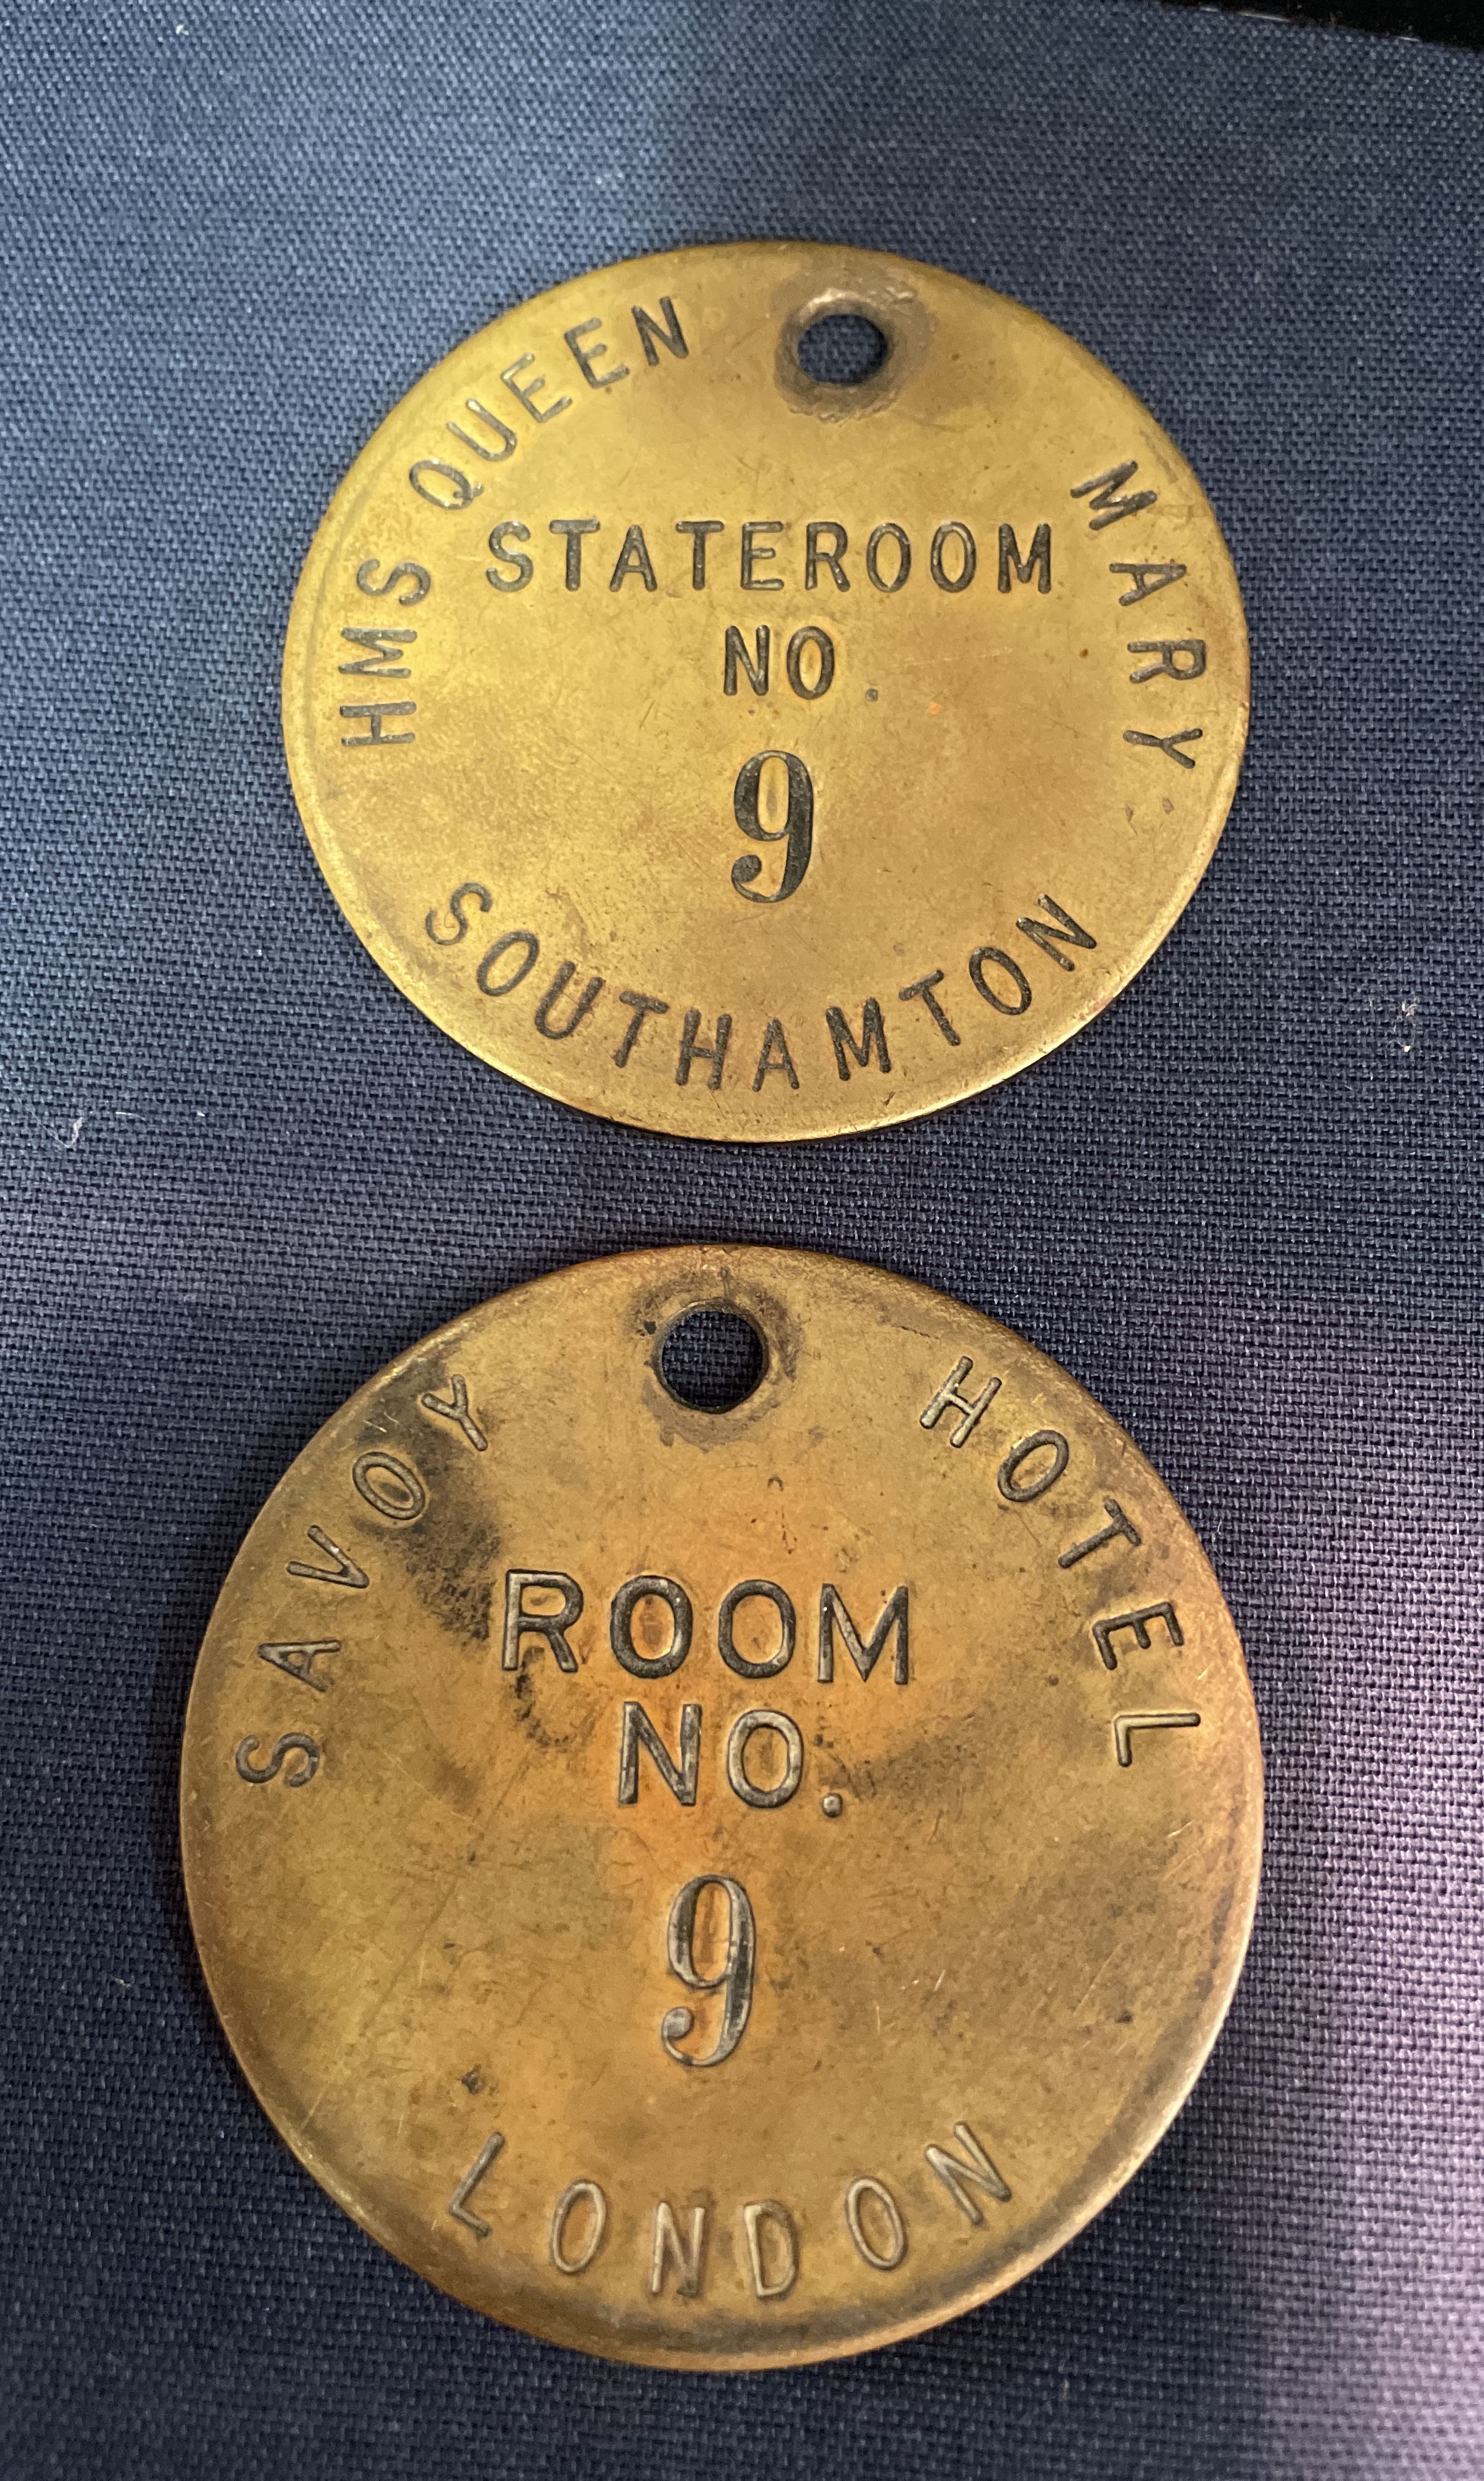 HMS QUEEN MARY
STATEROOM
NO.
9
SOUTHAMTON
SAVOY HOTEL
ROOM
NO.
9
LONDON